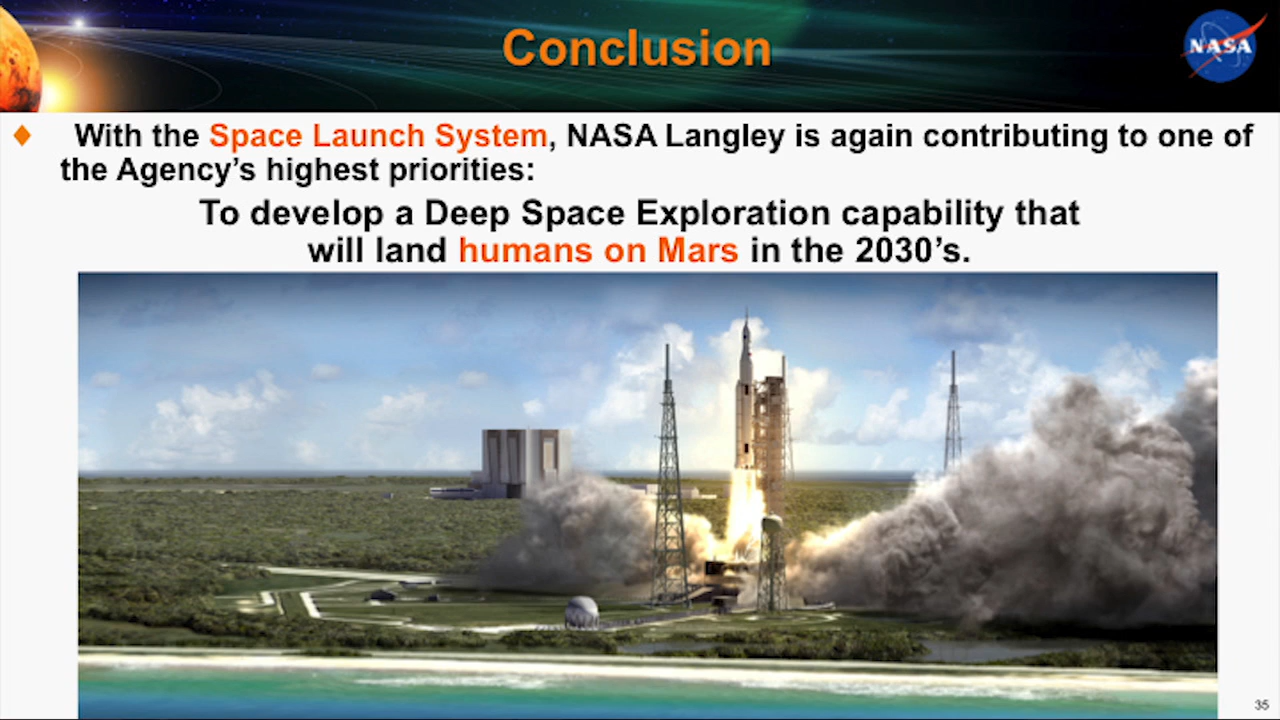 Conclusion
NASA
♦ With the Space Launch System, NASA Langley is again contributing to one of
the Agency’s highest priorities:
To develop a Deep Space Exploration capability that
will land humans on Mars in the 2030’s.
35